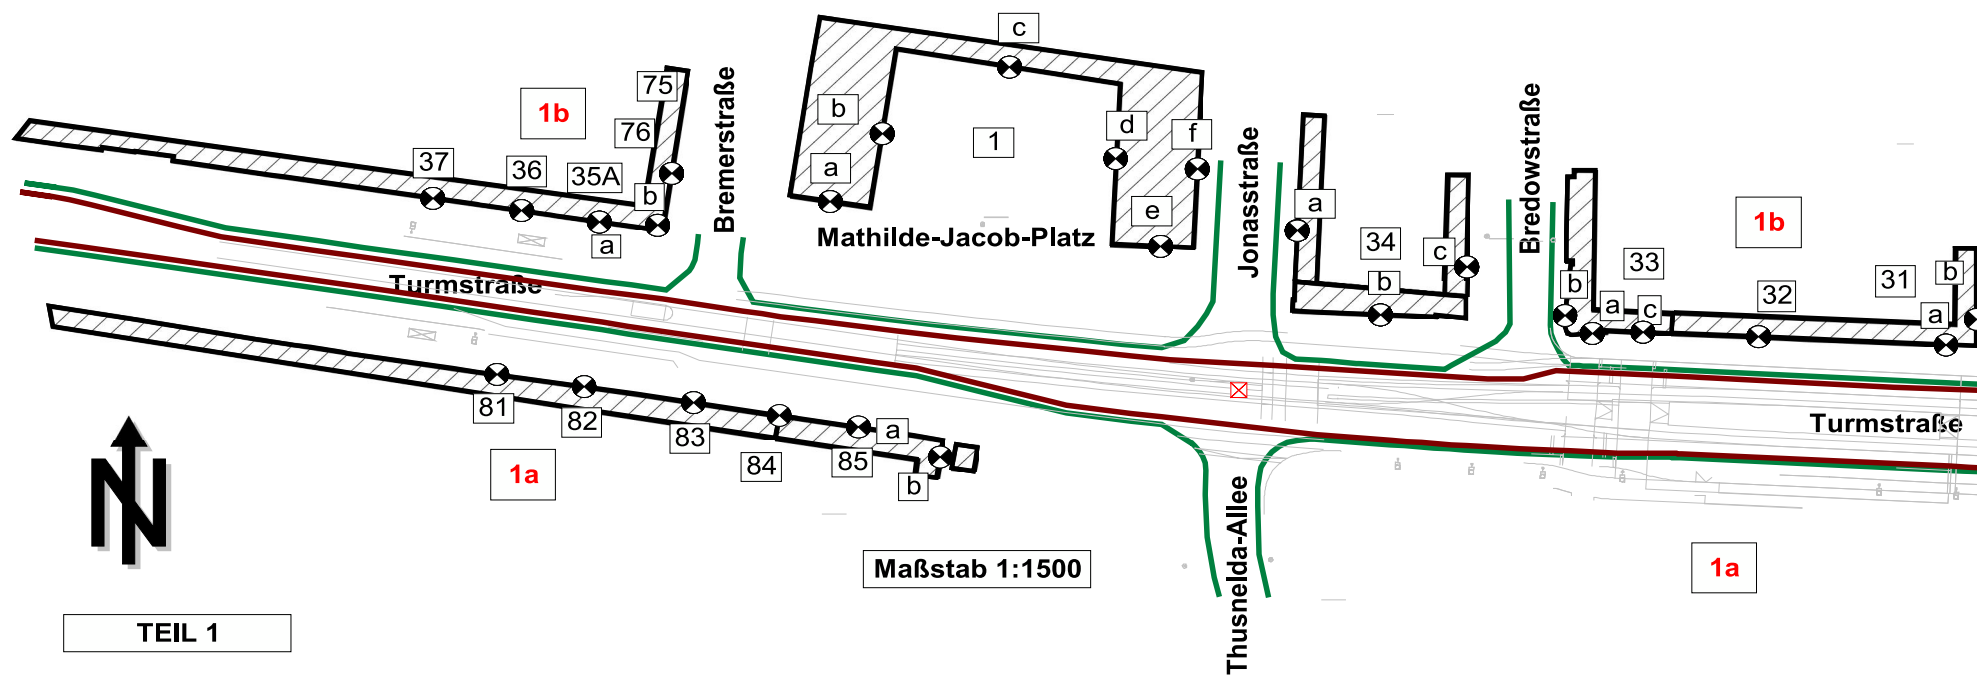 c
75
1b
76
b
1
d
f
Bremerstraße
Jonasstraße
Bredowstraße
37
36
35A
b
a
a
e
Mathilde-Jacob-Platz
a
34
c
b
1b
33
b
a
c
32
31
b
a
Turmstraße
Turmstraße
81
82
83
84
85
a
b
1a
Thusnelda-Allee
Maßstab 1:1500
1a
N
TEIL 1